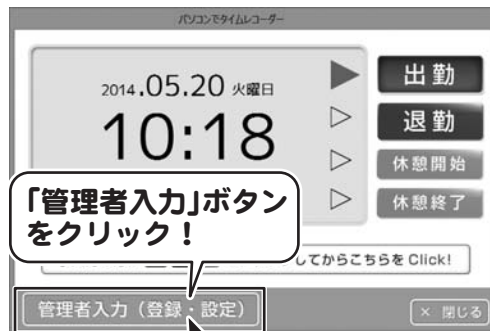 パソコンでタイムレコーダー
2014.05.20 火曜日
出勤
10:18
退勤
休憩開始
休憩終了
「管理者入力」ボタン
をクリック！
してからこちらを Click!
管理者入力（登録・設定）
× 閉じる